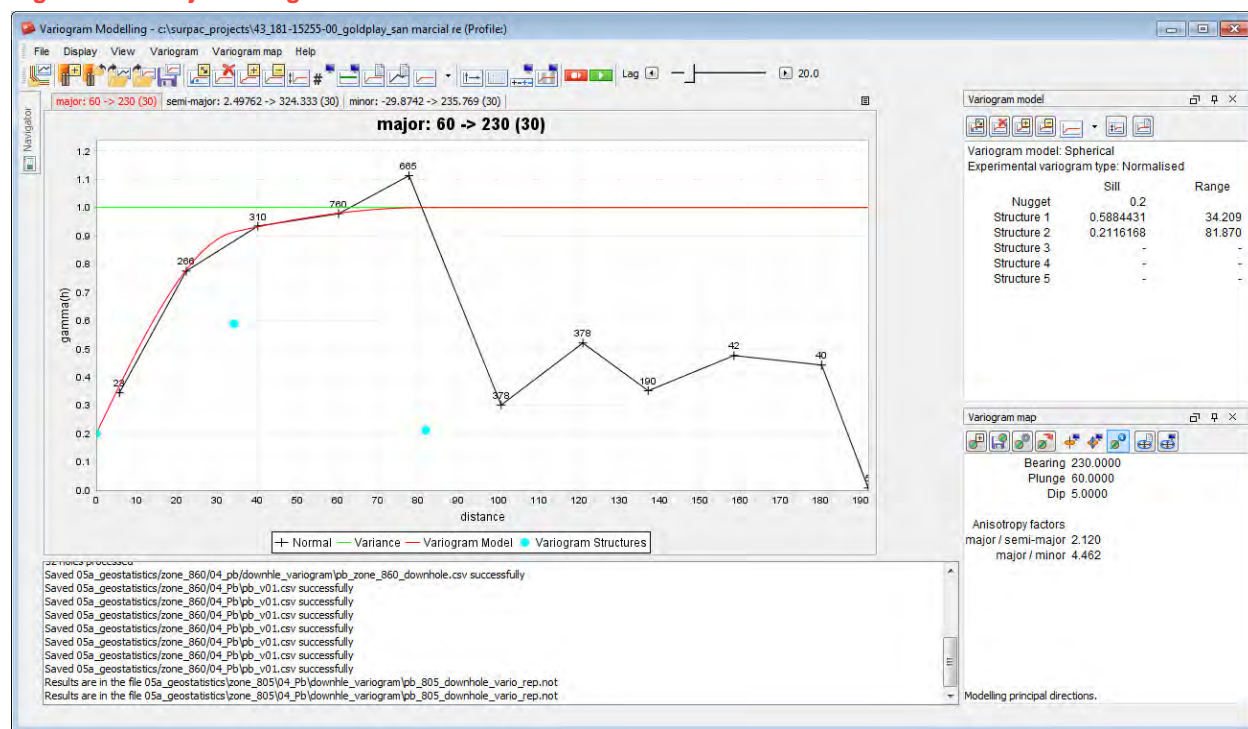 Variogram Modelling - c:\surpac_projects\43_181-15255-00_goldplay_san marcial re (Profile:)
File Display View Variogram Variogram map Help
Lag 20.0
Navigator
major: 60 -> 230 (30) semi-major: 2.49762 -> 324.333 (30) minor: -29.8742 -> 235.769 (30)
major: 60 -> 230 (30)
1.2
1.1
1.0
0.9
0.8
0.7
0.6
0.5
0.4
0.3
0.2
0.1
0.0
gamma(h)
23
266
310
760
665
378
378
190
42
40
0 10 20 30 40 50 60 70 80 90 100 110 120 130 140 150 160 170 180 190
distance
Normal Variance Variogram Model Variogram Structures
Variogram model
Variogram model: Spherical
Experimental variogram type: Normalised
Sill Range
Nugget 0.2
Structure 1 0.5884431 34.209
Structure 2 0.2116168 81.870
Structure 3 - -
Structure 4 - -
Structure 5 - -
Variogram map
Bearing 230.0000
Plunge 60.0000
Dip 5.0000
Anisotropy factors
major / semi-major 2.120
major / minor 4.462
Modelling principal directions.
Saved 05a_geostatistics/zone_860/04_pb/downhle_variogram\pb_zone_860_downhole.csv successfully
Saved 05a_geostatistics/zone_860/04_Pb\pb_v01.csv successfully
Saved 05a_geostatistics/zone_860/04_Pb\pb_v01.csv successfully
Saved 05a_geostatistics/zone_860/04_Pb\pb_v01.csv successfully
Saved 05a_geostatistics/zone_860/04_Pb\pb_v01.csv successfully
Saved 05a_geostatistics/zone_860/04_Pb\pb_v01.csv successfully
Saved 05a_geostatistics/zone_860/04_Pb\pb_v01.csv successfully
Saved 05a_geostatistics/zone_860/04_Pb\pb_v01.csv successfully
Results are in the file 05a_geostatistics\zone_805\04_Pb\downhle_variogram\pb_805_downhole_vario_rep.not
Results are in the file 05a_geostatistics\zone_805\04_Pb\downhle_variogram\pb_805_downhole_vario_rep.not